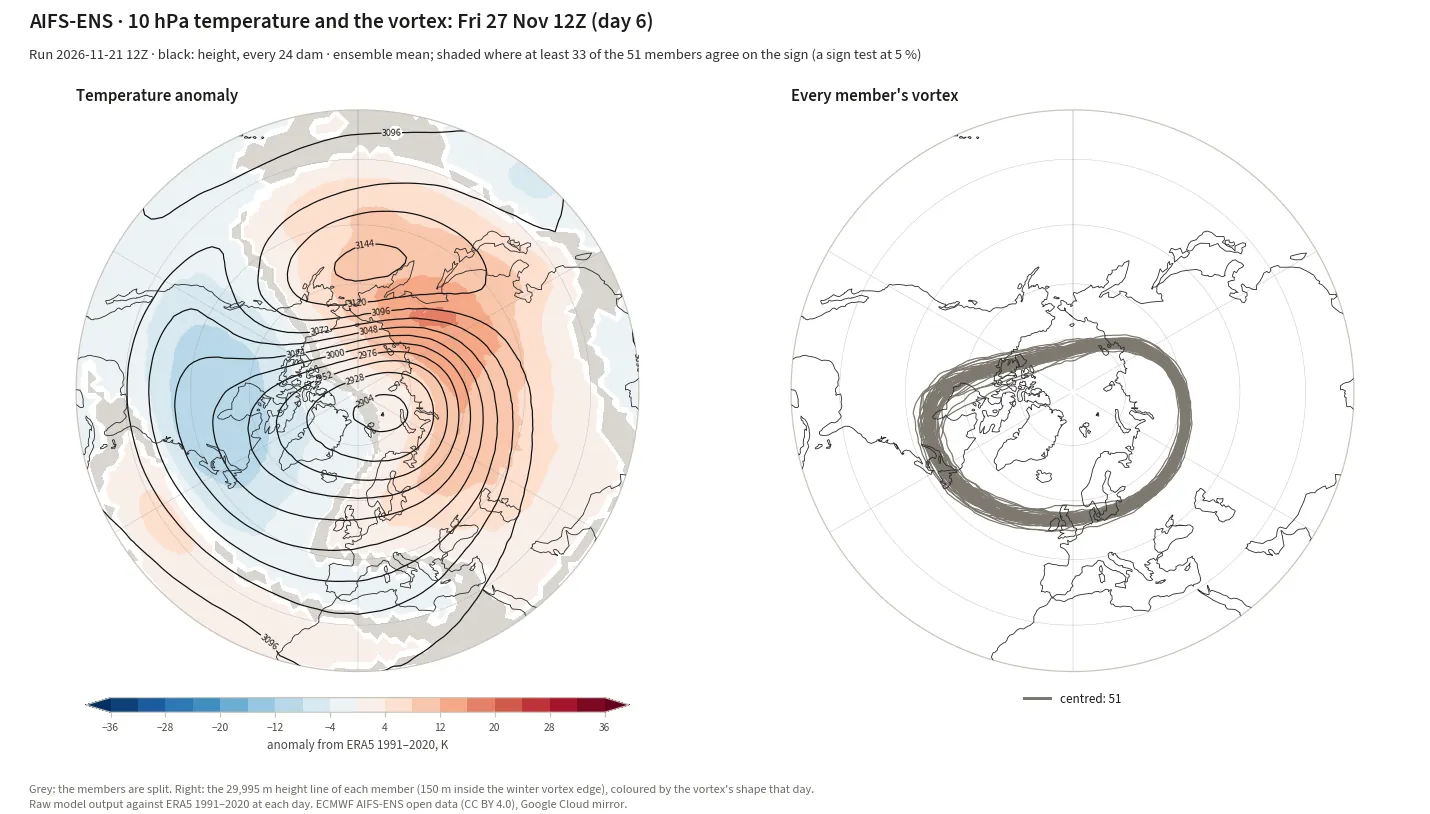 AIFS-ENS · 10 hPa temperature and the vortex: Fri 27 Nov 12Z (day 6)
Run 2026-11-21 12Z · black: height, every 24 dam · ensemble mean; shaded where at least 33 of the 51 members agree on the sign (a sign test at 5 %)
Temperature anomaly
Every member's vortex
3096
3144
3120
3096
3072
3048
3000
2976
2928
2904
3096
−36
−28
−20
−12
−4
4
12
20
28
36
anomaly from ERA5 1991–2020, K
centred: 51
Grey: the members are split. Right: the 29,995 m height line of each member (150 m inside the winter vortex edge), coloured by the vortex's shape that day.
Raw model output against ERA5 1991–2020 at each day. ECMWF AIFS-ENS open data (CC BY 4.0), Google Cloud mirror.